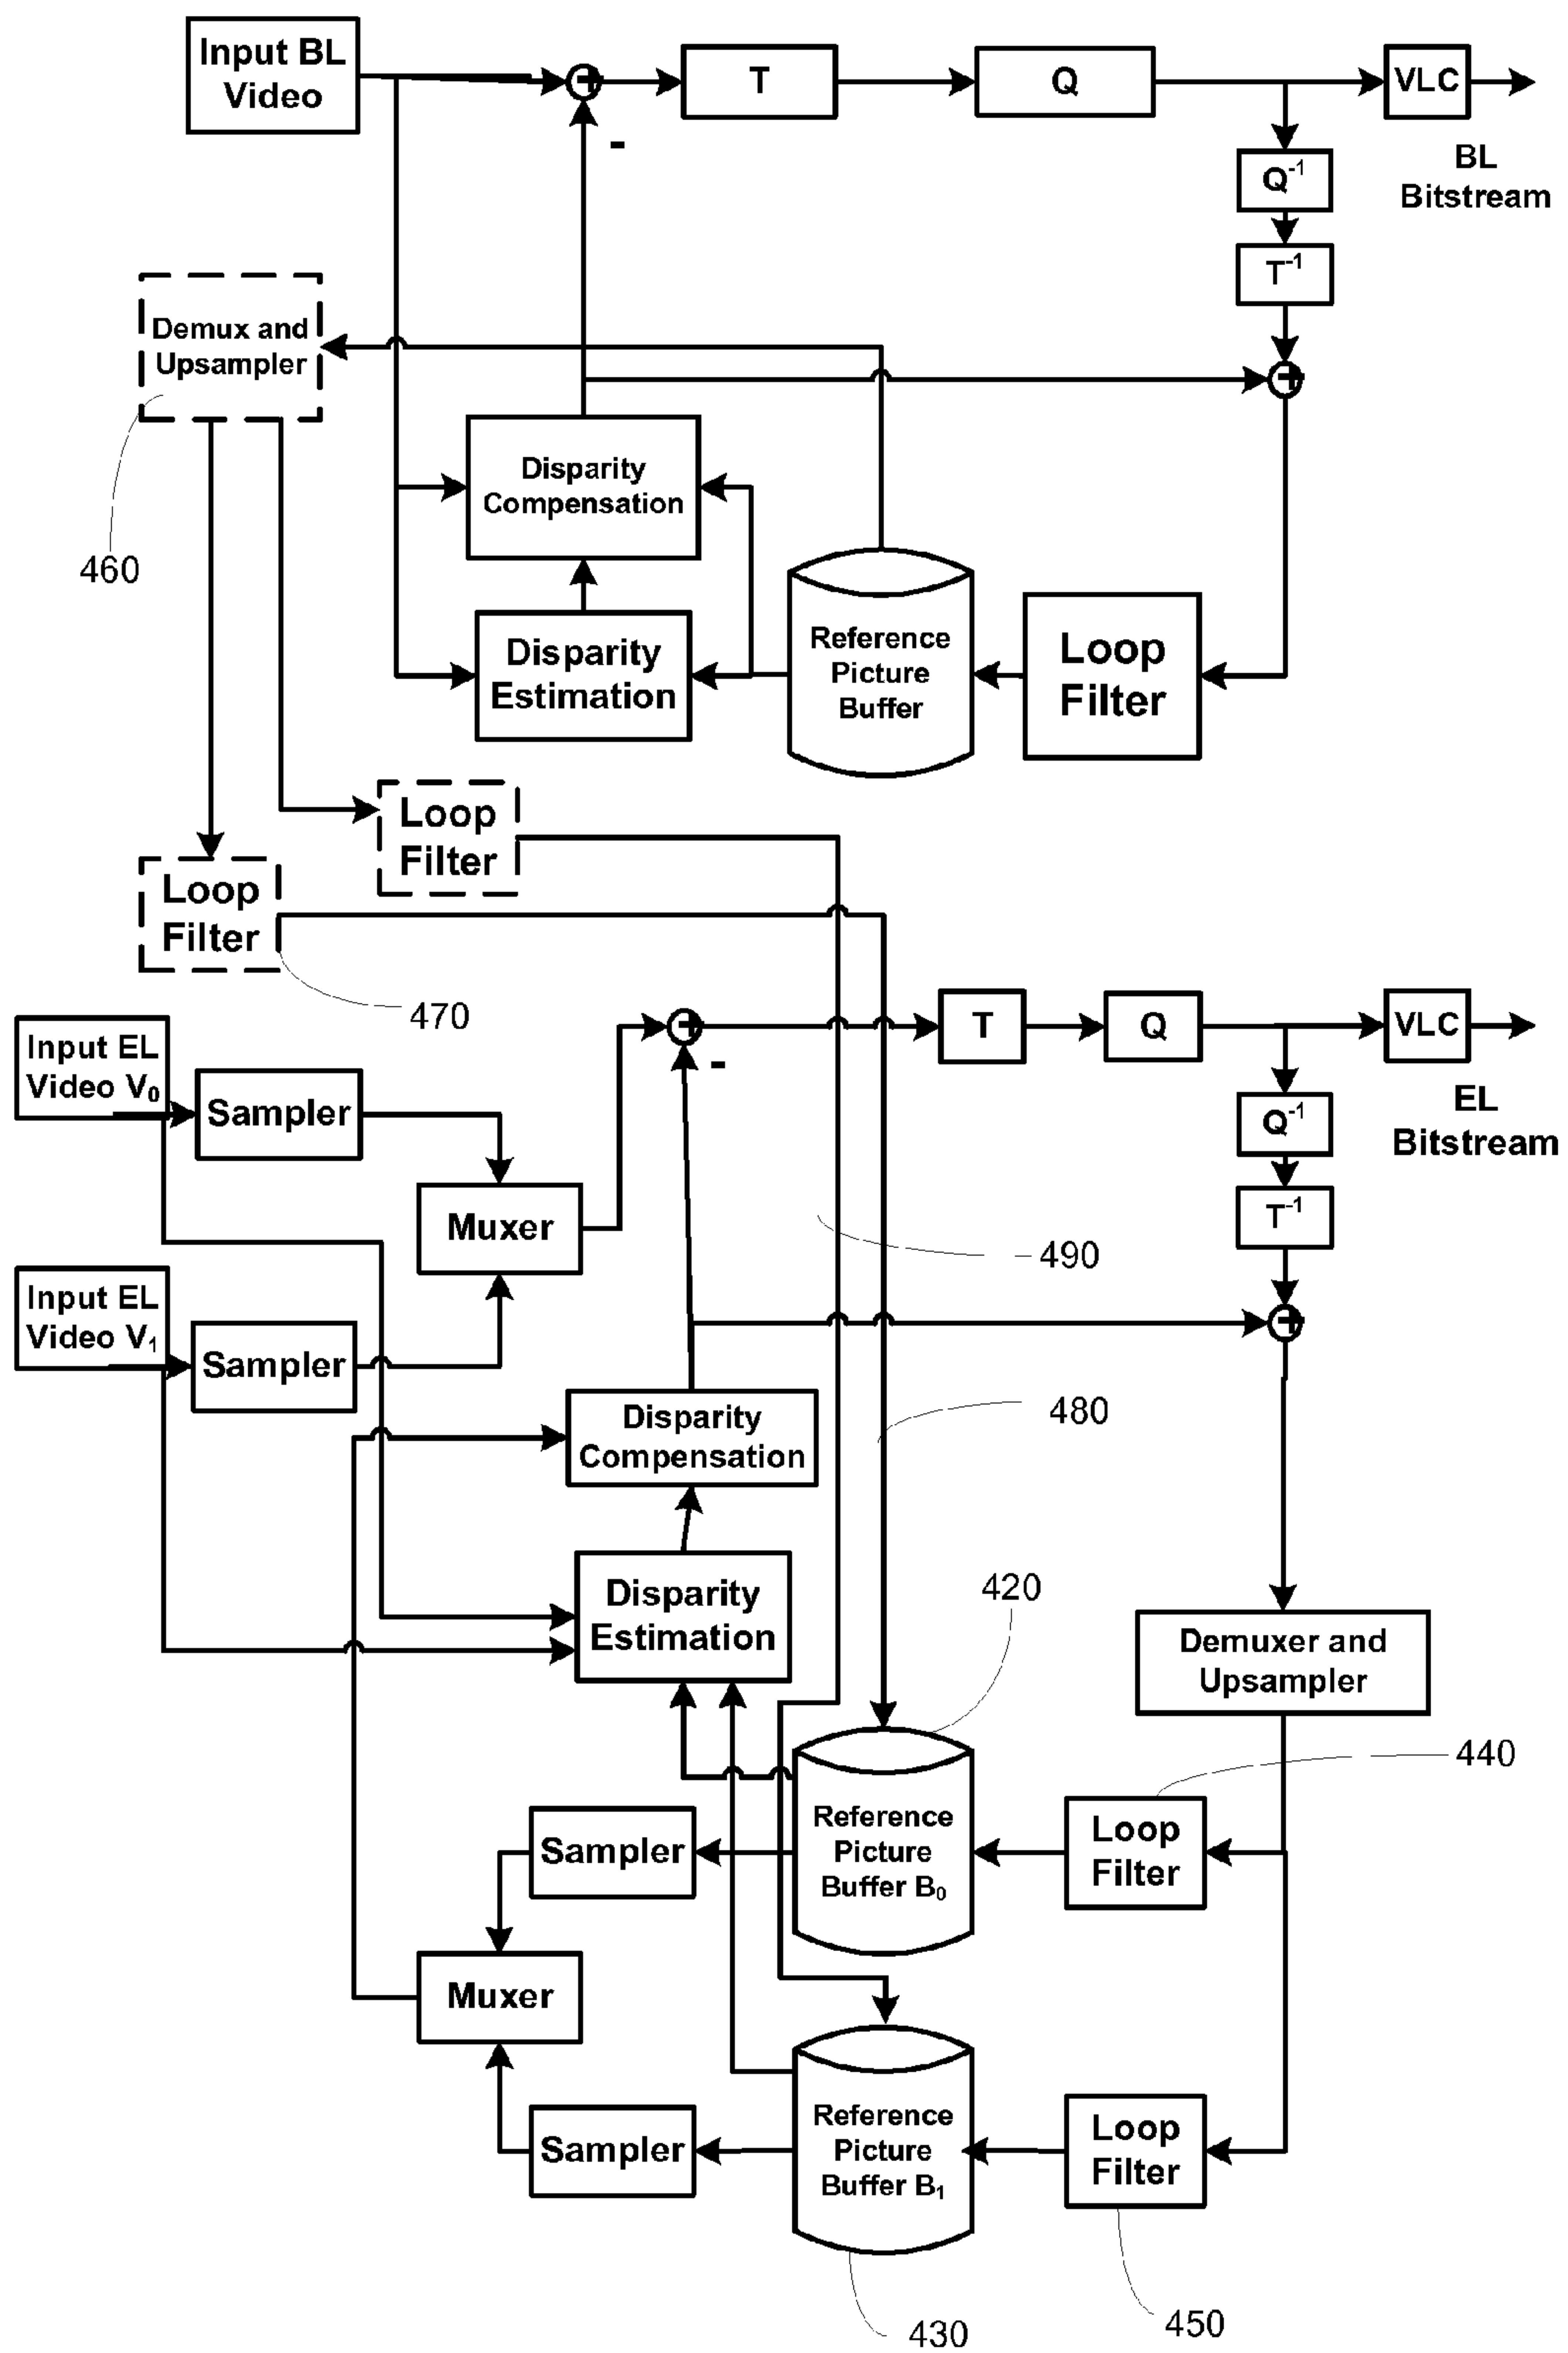 Input BL
Video
+
-
T
Q
VLC
BL
Bitstream
Q-1
T-1
+
Demux and
Upsampler
460
Disparity
Compensation
Disparity
Estimation
Reference
Picture
Buffer
Loop
Filter
Loop
Filter
Loop
Filter
470
Input EL
Video V0
Sampler
Muxer
Input EL
Video V1
Sampler
+
-
T
Q
VLC
EL
Bitstream
Q-1
T-1
+
490
480
Disparity
Compensation
Disparity
Estimation
420
Demuxer and
Upsampler
440
Sampler
Reference
Picture
Buffer B0
Loop
Filter
Muxer
Sampler
Reference
Picture
Buffer B1
Loop
Filter
430
450